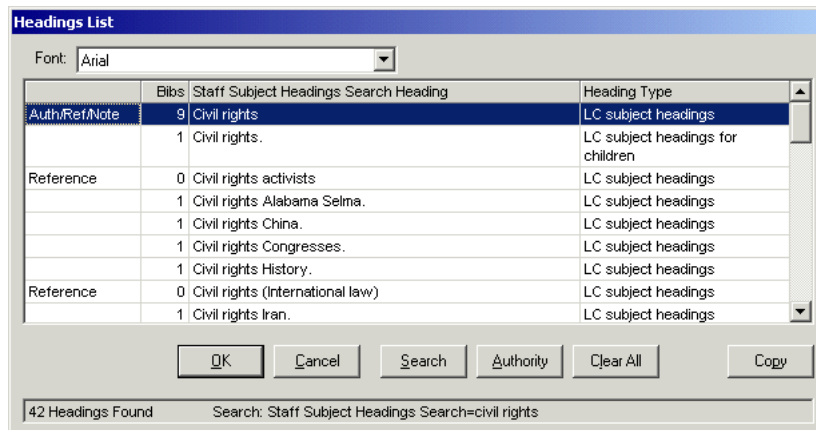 Headings List
Font: Arial
Bibs Staff Subject Headings Search Heading Heading Type
Auth/Ref/Note 9 Civil rights LC subject headings
1 Civil rights. LC subject headings for
children
Reference 0 Civil rights activists LC subject headings
1 Civil rights Alabama Selma. LC subject headings
1 Civil rights China. LC subject headings
1 Civil rights Congresses. LC subject headings
1 Civil rights History. LC subject headings
Reference 0 Civil rights (International law) LC subject headings
1 Civil rights Iran. LC subject headings
OK Cancel Search Authority Clear All Copy
42 Headings Found Search: Staff Subject Headings Search=civil rights